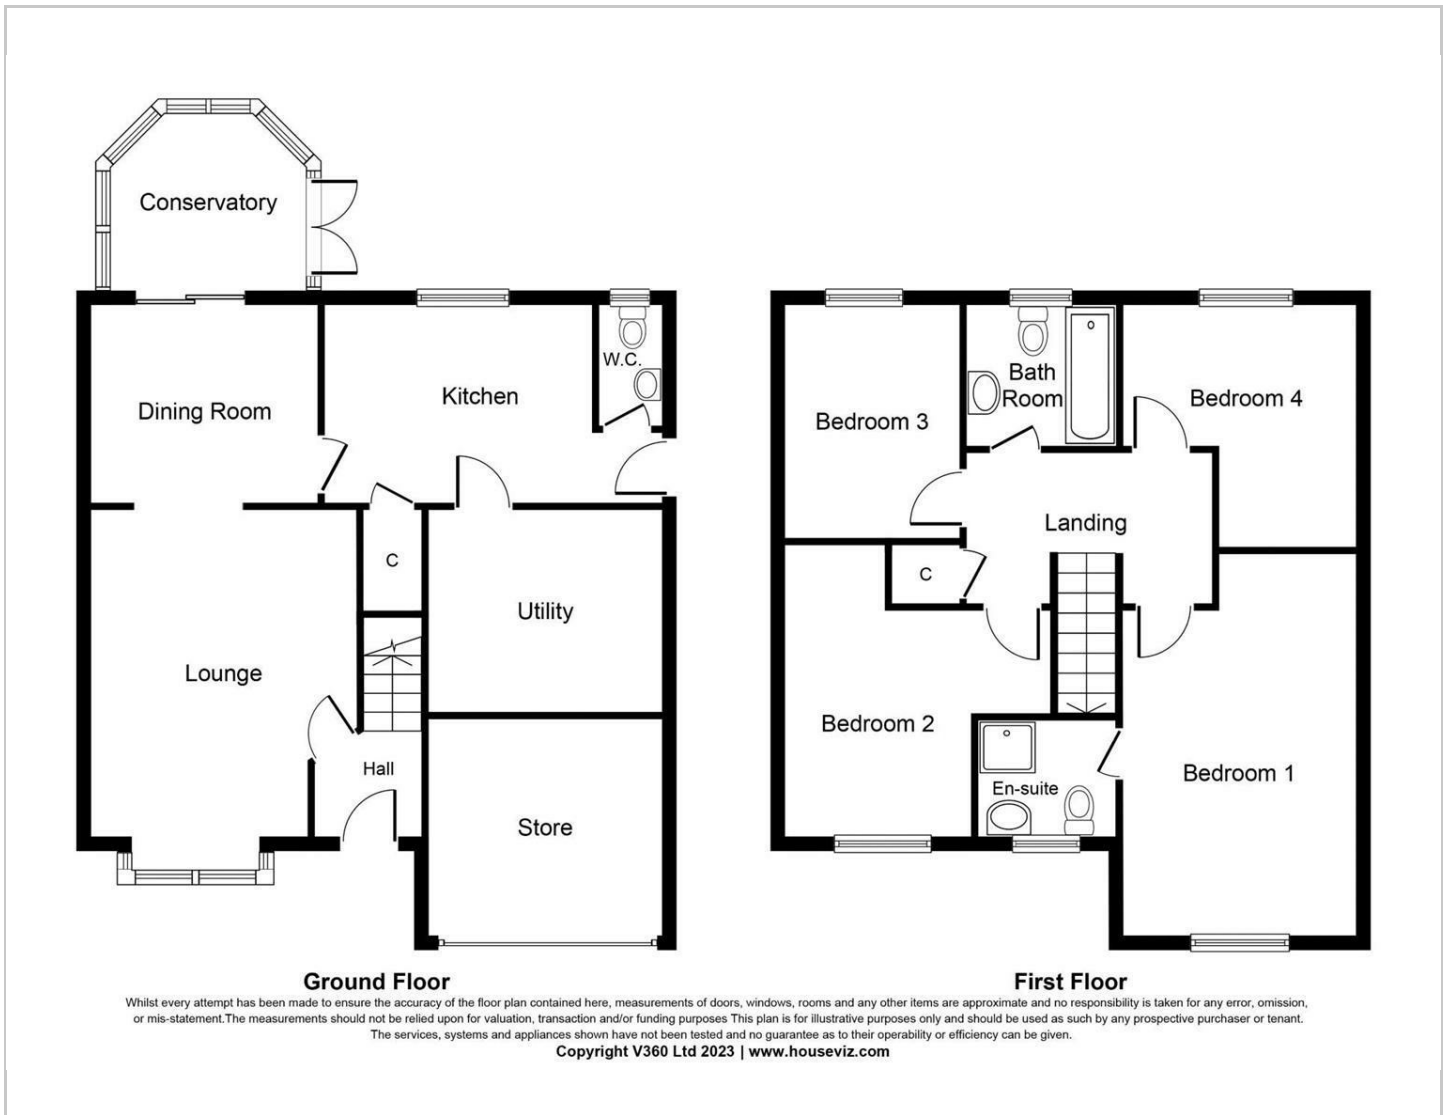 Conservatory
Dining Room
Kitchen
W.C.
C
Utility
Lounge
Hall
Store
Ground Floor
Bedroom 3
Bath
Room
Bedroom 4
Landing
C
Bedroom 2
En-suite
Bedroom 1
First Floor
Whilst every attempt has been made to ensure the accuracy of the floor plan contained here, measurements of doors, windows, rooms and any other items are approximate and no responsibility is taken for any error, omission,
or mis-statement.The measurements should not be relied upon for valuation, transaction and/or funding purposes This plan is for illustrative purposes only and should be used as such by any prospective purchaser or tenant.
The services, systems and appliances shown have not been tested and no guarantee as to their operability or efficiency can be given.
Copyright V360 Ltd 2023 | www.houseviz.com